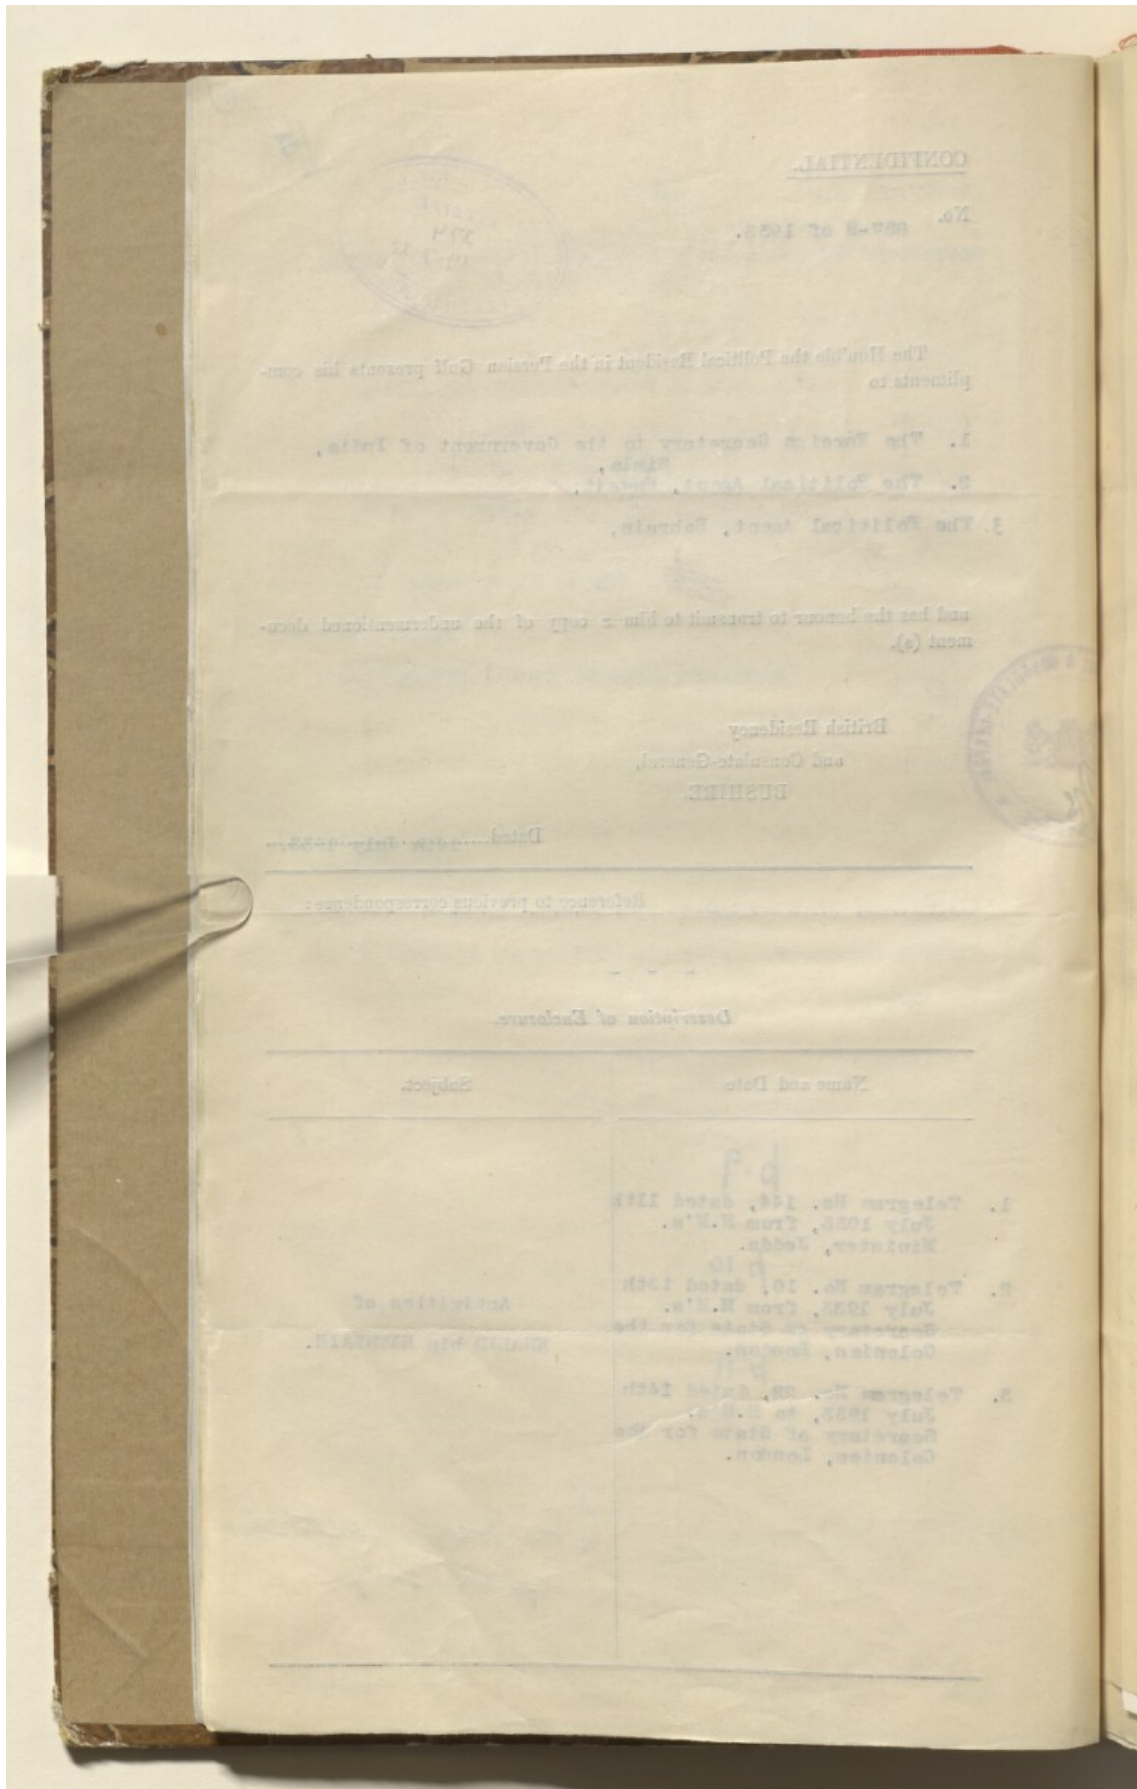 CONFIDENTIAL.
No. 887-S of 1933.
The Hon'ble the Political Resident in the Persian Gulf presents his com-
pliments to
1. The Foreign Secretary to the Government of India,
Simla,
2. The Political Agent, Kuwait,
3. The Political Agent, Bahrain,
and has the honour to transmit to him a copy of the undermentioned docu-
ment (s).
British Residency
and Consulate-General,
BUSHIRE.
Dated July 1933.
Reference to previous correspondence:
- - -
Description of Enclosure.
Name and Date. Subject.
p 9
1. Telegram No. 144, dated 11th
July 1933, from H.M's.
Minister, Jedda.
p 10
2. Telegram No. 10, dated 12th
July 1933, from H.M's.
Secretary of State for the
Colonies, London.
p 11
3. Telegram No. dated 14th
July 1933, to H.M's.
Secretary of State for the
Colonies, London.
Activities of
bin